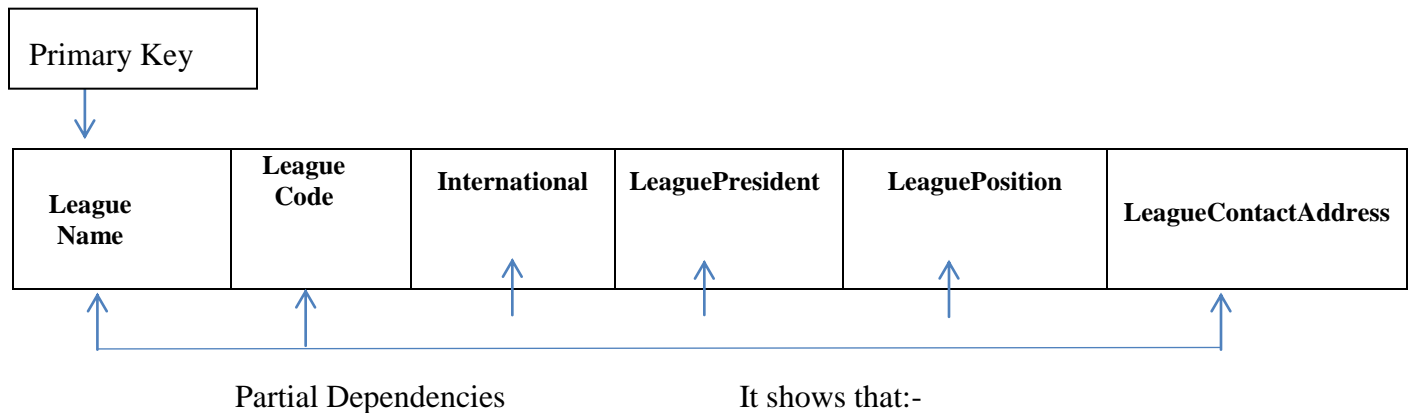 Primary Key
League
Name
League
Code
International
LeaguePresident
LeaguePosition
LeagueContactAddress
Partial Dependencies It shows that:-